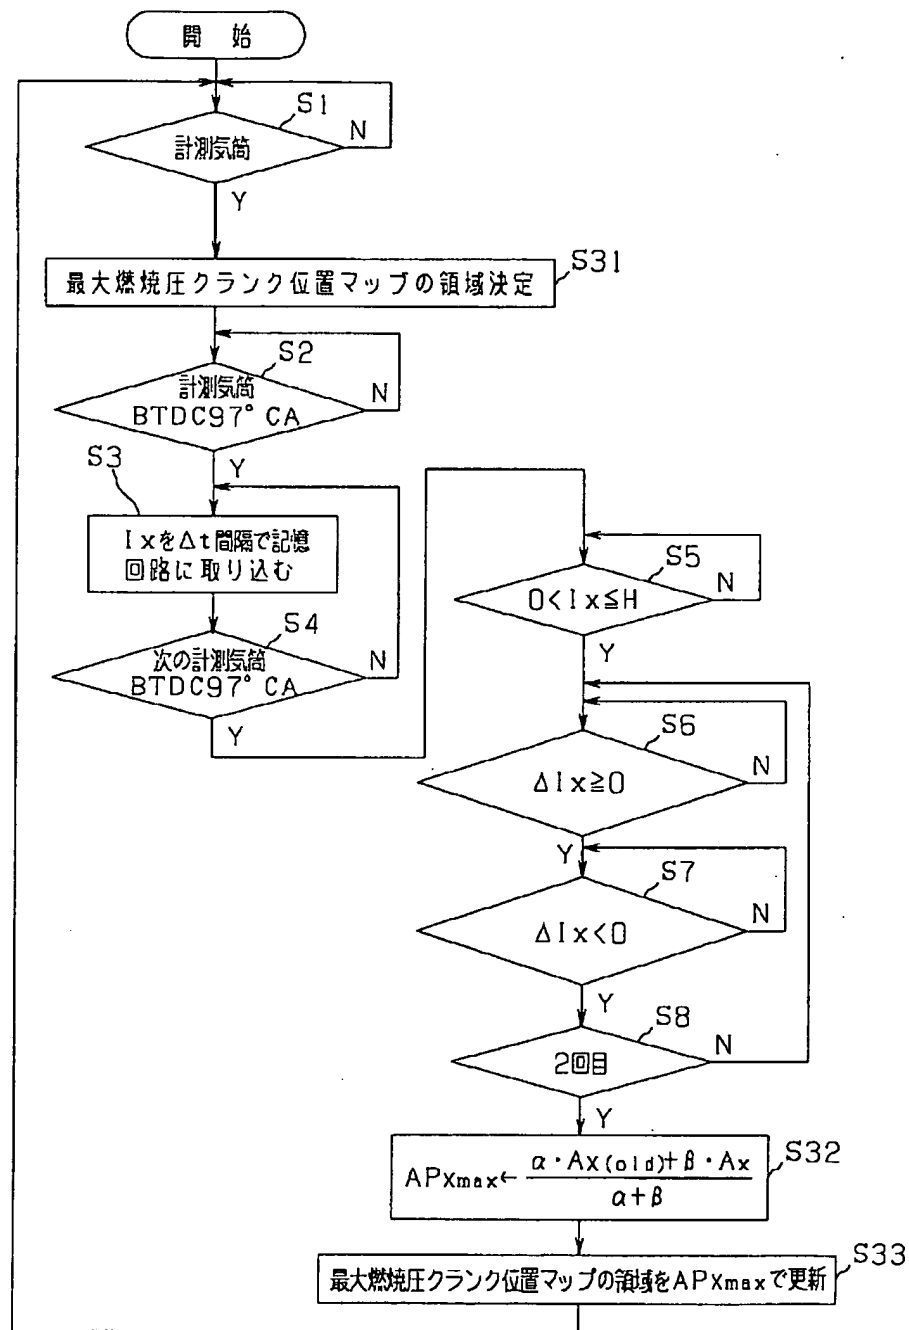 開始
S1
計測気筒
N
Y
S31
最大燃焼圧クランク位置マップの領域決定
S2
計測気筒
BTDC97°CA
N
Y
S3
Ixを△t間隔で記憶
回路に取り込む
S4
次の計測気筒
BTDC97°CA
N
Y
S5
0<Ix≦H
N
Y
S6
△Ix≧0
N
Y
S7
△Ix<0
N
Y
S8
2回目
N
Y
S32
APxmax← α・Ax(old)+β・Ax
α+β
S33
最大燃焼圧クランク位置マップの領域をAPxmaxで更新